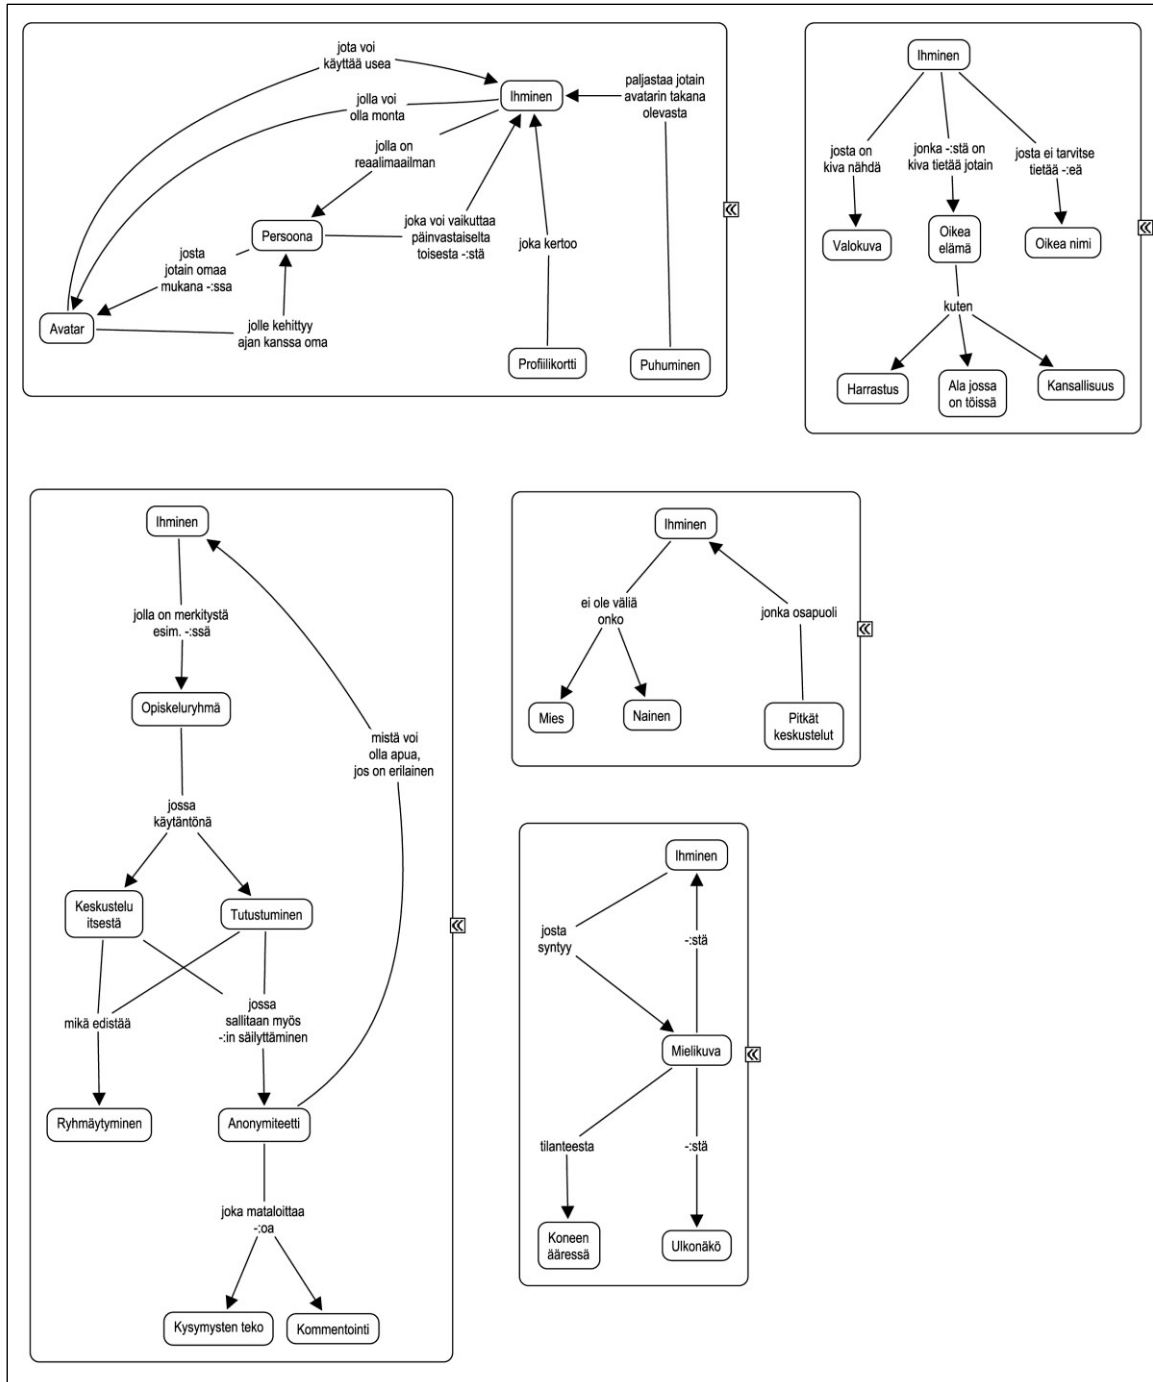 jota voi
käyttää usea
jolla voi
olla monta
Ihminen
paljastaa jotain
avatarin takana
olevasta
jolla on
reaalimaailman
Persoona
joka voi vaikuttaa
päinvastaiselta
toisesta -:stä
joka kertoo
josta
jotain omaa
mukana -:ssa
Avatar
jolle kehittyy
ajan kanssa oma
Profiilikortti
Puhuminen
Ihminen
josta on
kiva nähdä
jonka -:stä on
kiva tietää jotain
josta ei tarvitse
tietää -:eä
Valokuva
Oikea
elämä
Oikea nimi
kuten
Harrastus
Ala jossa
on töissä
Kansallisuus
Ihminen
jolla on merkitystä
esim. -:ssä
Opiskeluryhmä
mistä voi
olla apua,
jos on erilainen
jossa
käytäntönä
Keskustelu
itsestä
Tutustuminen
mikä edistää
jossa
sallitaan myös
-:in säilyttäminen
Ryhmäytyminen
Anonymiteetti
joka mataloittaa
-:oa
Kysymysten teko
Kommentointi
Ihminen
ei ole väliä
onko
jonka osapuoli
Mies
Nainen
Pitkät
keskustelut
Ihminen
josta
syntyy
-:stä
Mielikuva
tilanteesta
-:stä
Koneen
ääressä
Ulkonäkö